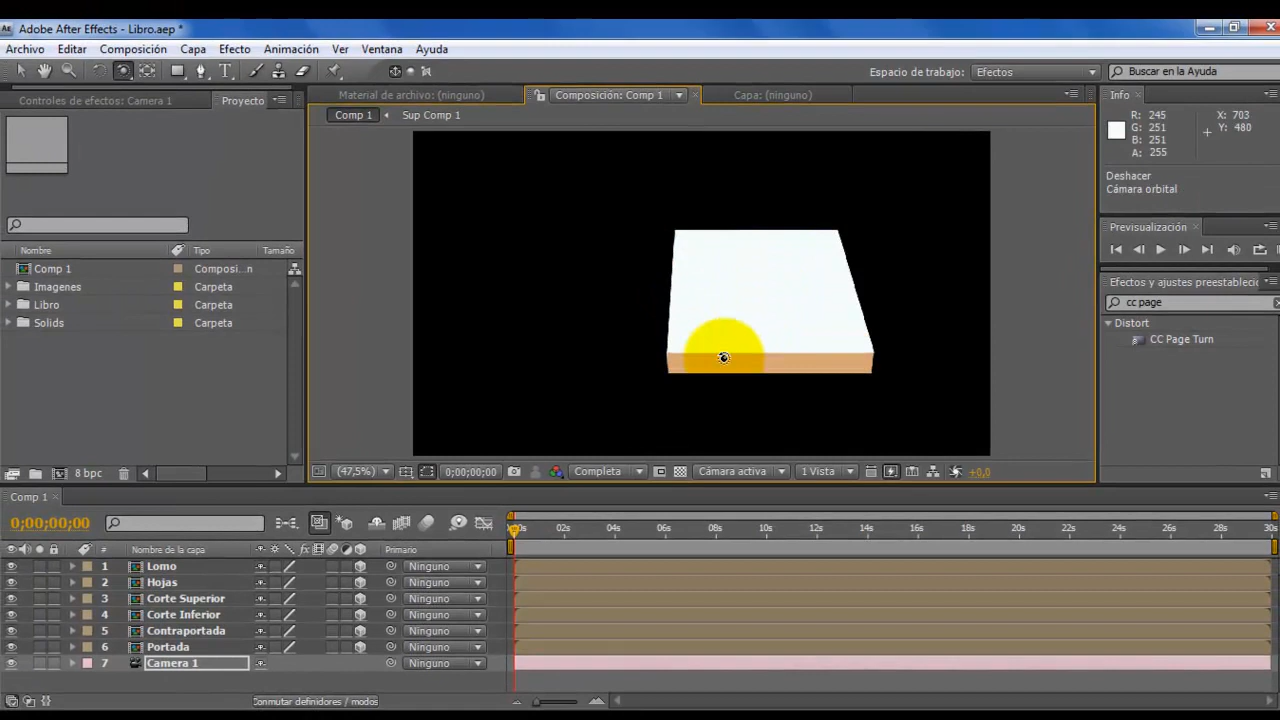 Adobe After Effects - Libro.aep *
Archivo Editar Composición Capa Efecto Animación Ver Ventana Ayuda
Espacio de trabajo: Efectos Buscar en la Ayuda
Controles de efectos: Camera 1 Proyecto
Material de archivo: (ninguno) Composición: Comp 1 Capa: (ninguno)
Info
Comp 1 Sup Comp 1
R: 245 X: 703
G: 251 Y: 480
B: 251
A: 255
Deshacer
Cámara orbital
Previsualización
Nombre Tipo Tamaño
Comp 1 Composi...n
Imagenes Carpeta
Libro Carpeta
Solids Carpeta
Efectos y ajustes preestableci
cc page
Distort
CC Page Turn
8 bpc
(47,5%) 0;00;00;00 Completa Cámara activa 1 Vista +0,0
Comp 1
0;00;00;00
02s 04s 06s 08s 10s 12s 14s 16s 18s 20s 22s 24s 26s 28s 30s
# Nombre de la capa Primario
1 Lomo Ninguno
2 Hojas Ninguno
3 Corte Superior Ninguno
4 Corte Inferior Ninguno
5 Contraportada Ninguno
6 Portada Ninguno
7 Camera 1 Ninguno
Conmutar definidores / modos